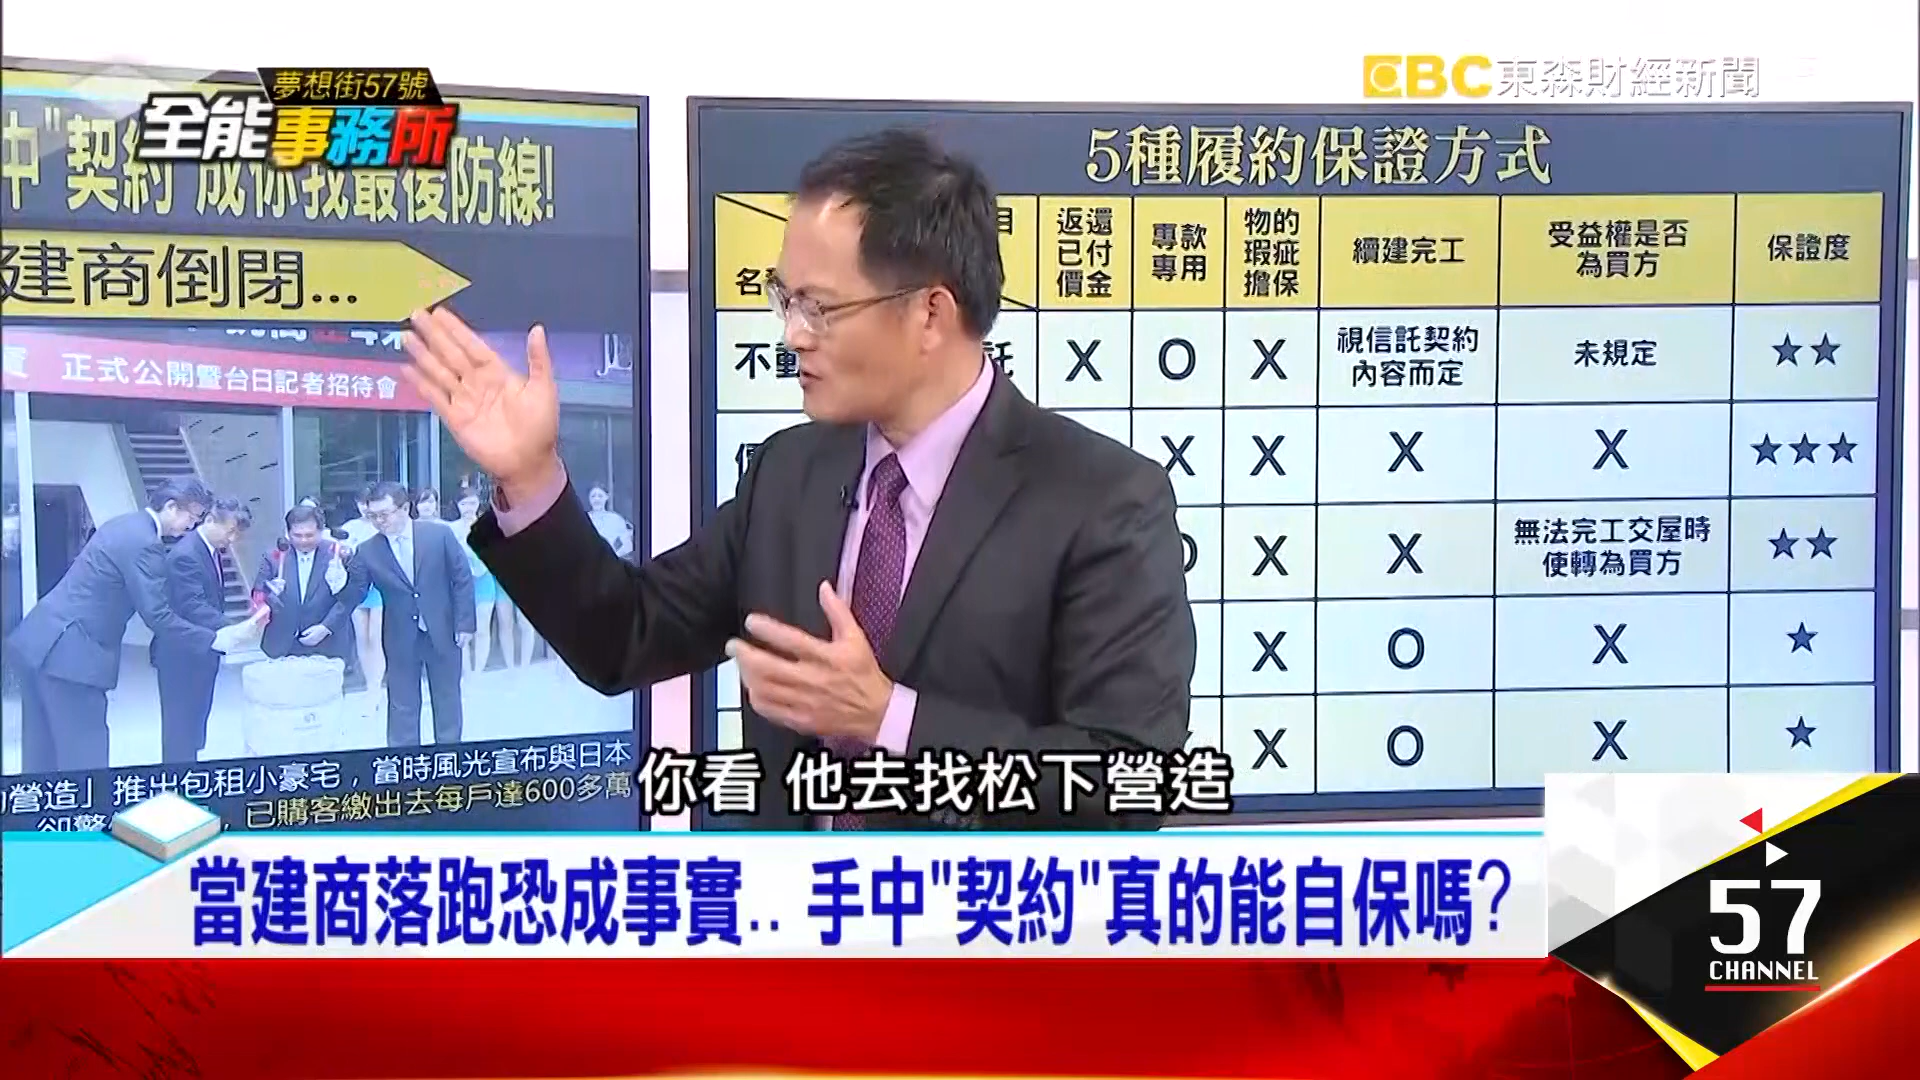 夢想街57號
全能事務所
EBC東森財經新聞
中"契約"成你我最後防線!
建商倒閉...
正式公開暨台日記者招待會
營造」推出包租小豪宅，當時風光宣布與日本
，已購客繳出去每戶達600多萬
5種履約保證方式
目
返還已付價金
專款專用
物的瑕疵擔保
續建完工
受益權是否為買方
保證度
不動 託 X O X 視信託契約內容而定 未規定 ★★
X X X X ★★★
X X 無法完工交屋時使轉為買方 ★★
X O X ★
X O X ★
你看 他去找松下營造
當建商落跑恐成事實.. 手中"契約"真的能自保嗎?
57
CHANNEL